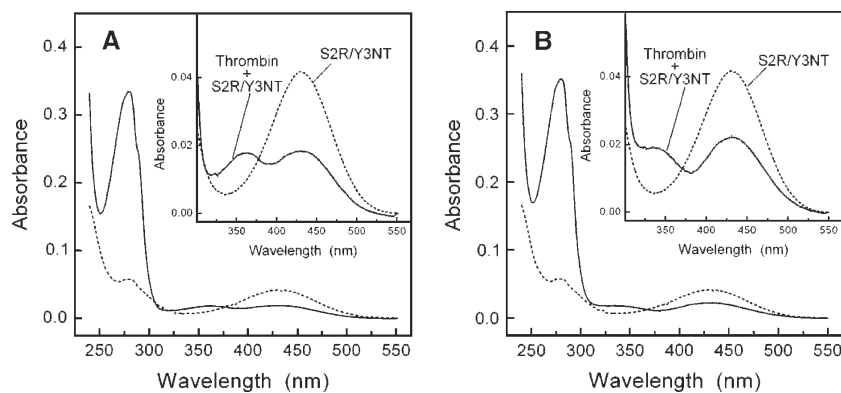 A
Thrombin
+
S2R/Y3NT
S2R/Y3NT
0.04
0.02
0.00
Absorbance
350 400 450 500 550
Wavelength (nm)
0.4
0.3
0.2
0.1
0.0
Absorbance
250 300 350 400 450 500 550
Wavelength (nm)
B
Thrombin
+
S2R/Y3NT
S2R/Y3NT
0.04
0.02
0.00
Absorbance
350 400 450 500 550
Wavelength (nm)
0.4
0.3
0.2
0.1
0.0
Absorbance
250 300 350 400 450 500 550
Wavelength (nm)